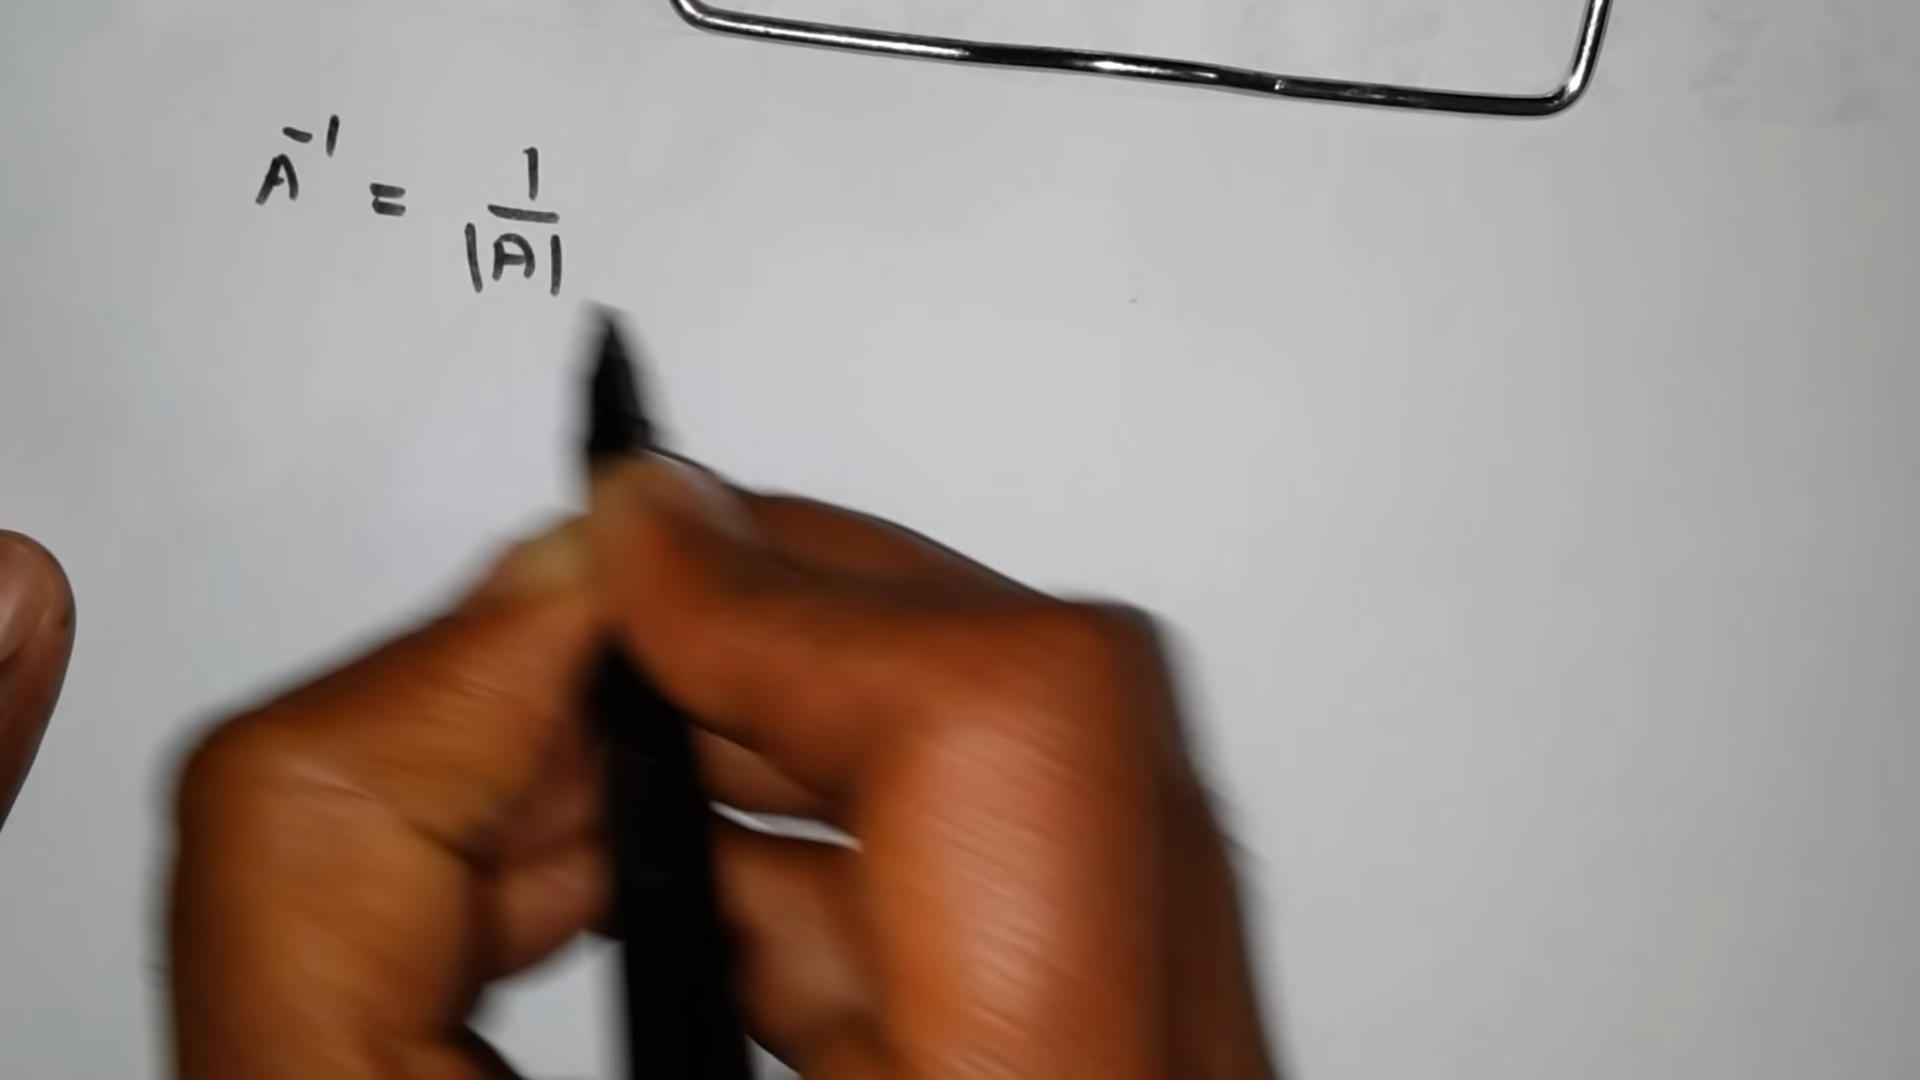 A⁻¹ = 1/|A|